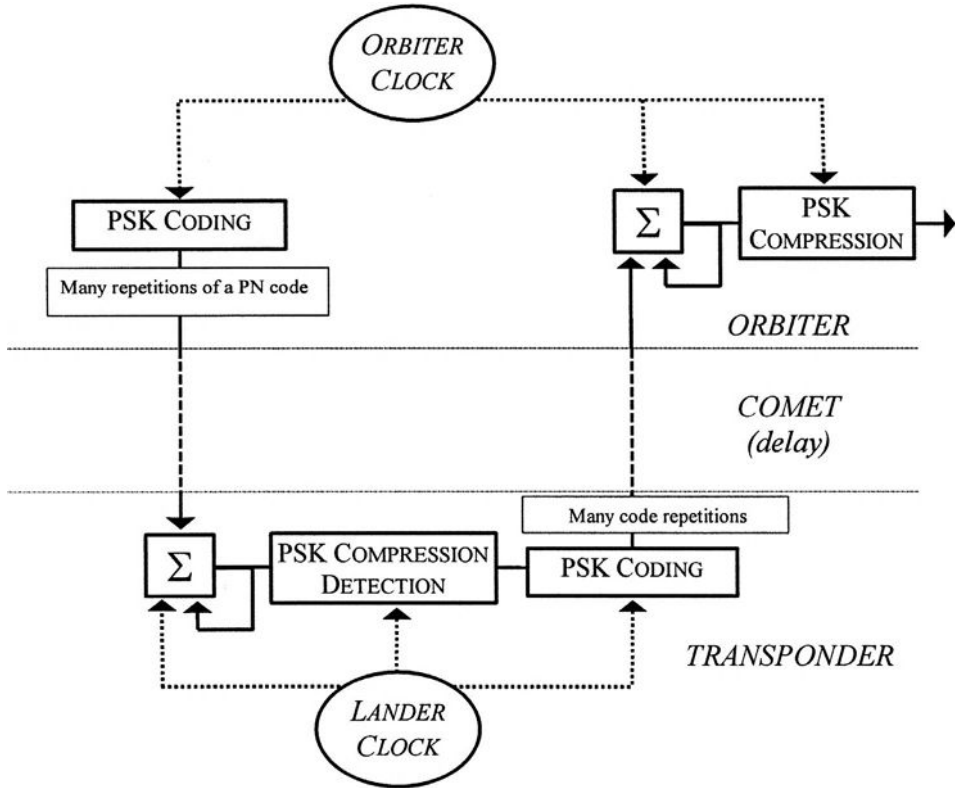 ORBITER
CLOCK
PSK CODING
Many repetitions of a PN code
Σ
PSK
COMPRESSION
ORBITER
COMET
(delay)
Many code repetitions
Σ
PSK COMPRESSION
DETECTION
PSK CODING
TRANSPONDER
LANDER
CLOCK